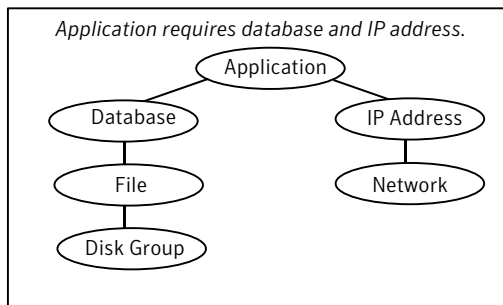 Application requires database and IP address.
Application
Database
IP Address
File
Network
Disk Group